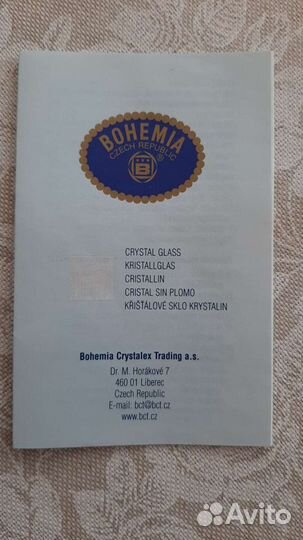 BOHEMIA
CZECH REPUBLIC
B ®
CRYSTAL GLASS
KRISTALLGLAS
CRISTALLIN
CRISTAL SIN PLOMO
KŘIŠŤÁLOVÉ SKLO KRYSTALIN
Bohemia Crystalex Trading a.s.
Dr. M. Horákové 7
460 01 Liberec
Czech Republic
E-mail: bct@bct.cz
www.bct.cz
Avito